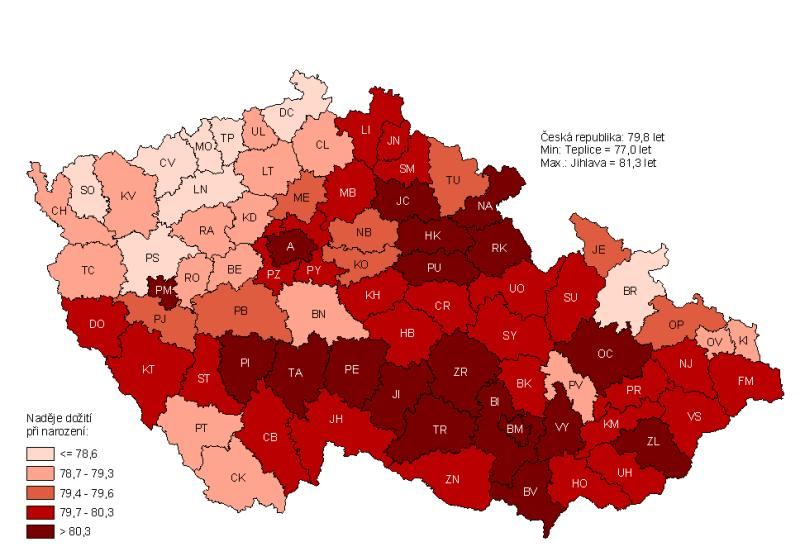 DC
TP
UL
MO
CV
CL
LI
JN
SO
LN
LT
SM
KV
CH
ME
MB
TU
JC
NA
RA
KD
A
NB
HK
RK
JE
TC
PS
RO
BE
PZ
PY
KO
PU
PM
BR
DO
PJ
PB
BN
KH
CR
UO
SU
OP
HB
SY
OV
KI
KT
ST
PI
TA
PE
ZR
OC
NJ
FM
JI
BK
PV
PR
BI
PT
CB
JH
TR
BM
VY
KM
VS
ZL
CK
ZN
BV
HO
UH
Česká republika: 79,8 let
Min: Teplice = 77,0 let
Max.: Jihlava = 81,3 let
Naděje dožití
při narození:
<= 78,6
78,7 - 79,3
79,4 - 79,6
79,7 - 80,3
> 80,3